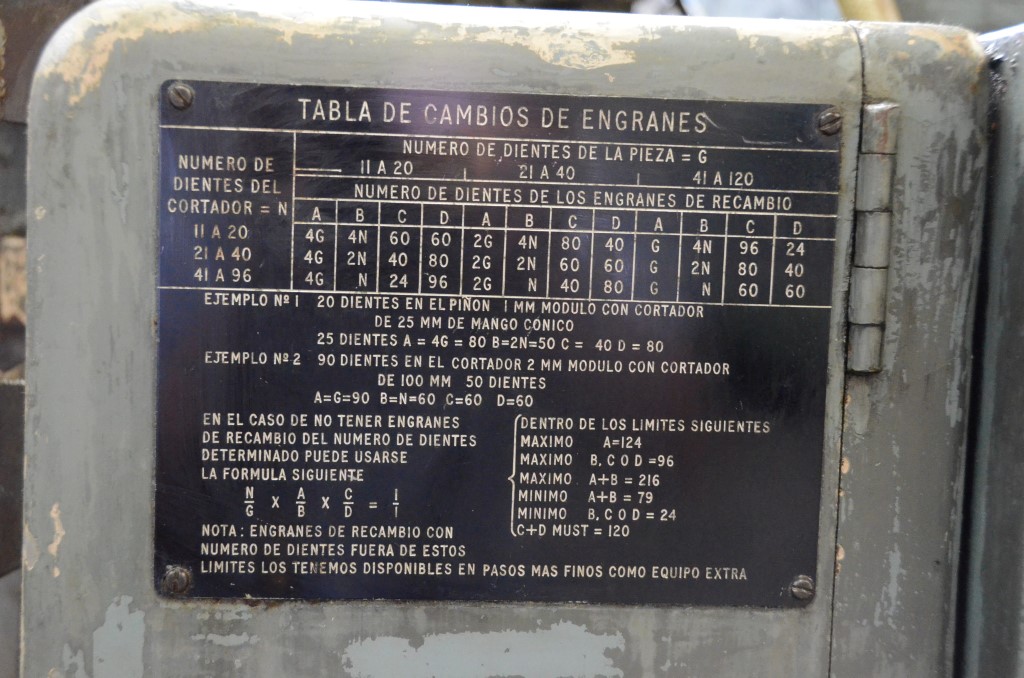 TABLA DE CAMBIOS DE ENGRANES
NUMERO DE DIENTES DEL CORTADOR = N
NUMERO DE DIENTES DE LA PIEZA = G
11 A 20 21 A 40 41 A 120
NUMERO DE DIENTES DE LOS ENGRANES DE RECAMBIO
A B C D A B C D A B C D
11 A 20 4G 4N 60 60 2G 4N 80 40 G 4N 96 24
21 A 40 4G 2N 40 80 2G 2N 60 60 G 2N 80 40
41 A 96 4G N 24 96 2G N 40 80 G N 60 60
EJEMPLO Nº 1 20 DIENTES EN EL PIÑON 1 MM MODULO CON CORTADOR
DE 25 MM DE MANGO CÓNICO
25 DIENTES A = 4G = 80 B=2N=50 C = 40 D = 80
EJEMPLO Nº 2 90 DIENTES EN EL CORTADOR 2 MM MODULO CON CORTADOR
DE 100 MM 50 DIENTES
A=G=90 B=N=60 C=60 D=60
EN EL CASO DE NO TENER ENGRANES
DE RECAMBIO DEL NUMERO DE DIENTES
DETERMINADO PUEDE USARSE
LA FORMULA SIGUIENTE
N/G X A/B X C/D = 1/1
NOTA: ENGRANES DE RECAMBIO CON
NUMERO DE DIENTES FUERA DE ESTOS
LIMITES LOS TENEMOS DISPONIBLES EN PASOS MAS FINOS COMO EQUIPO EXTRA
DENTRO DE LOS LIMITES SIGUIENTES
MAXIMO A=124
MAXIMO B, C O D =96
MAXIMO A+B = 216
MINIMO A+B = 79
MINIMO B, C O D = 24
C+D MUST = 120